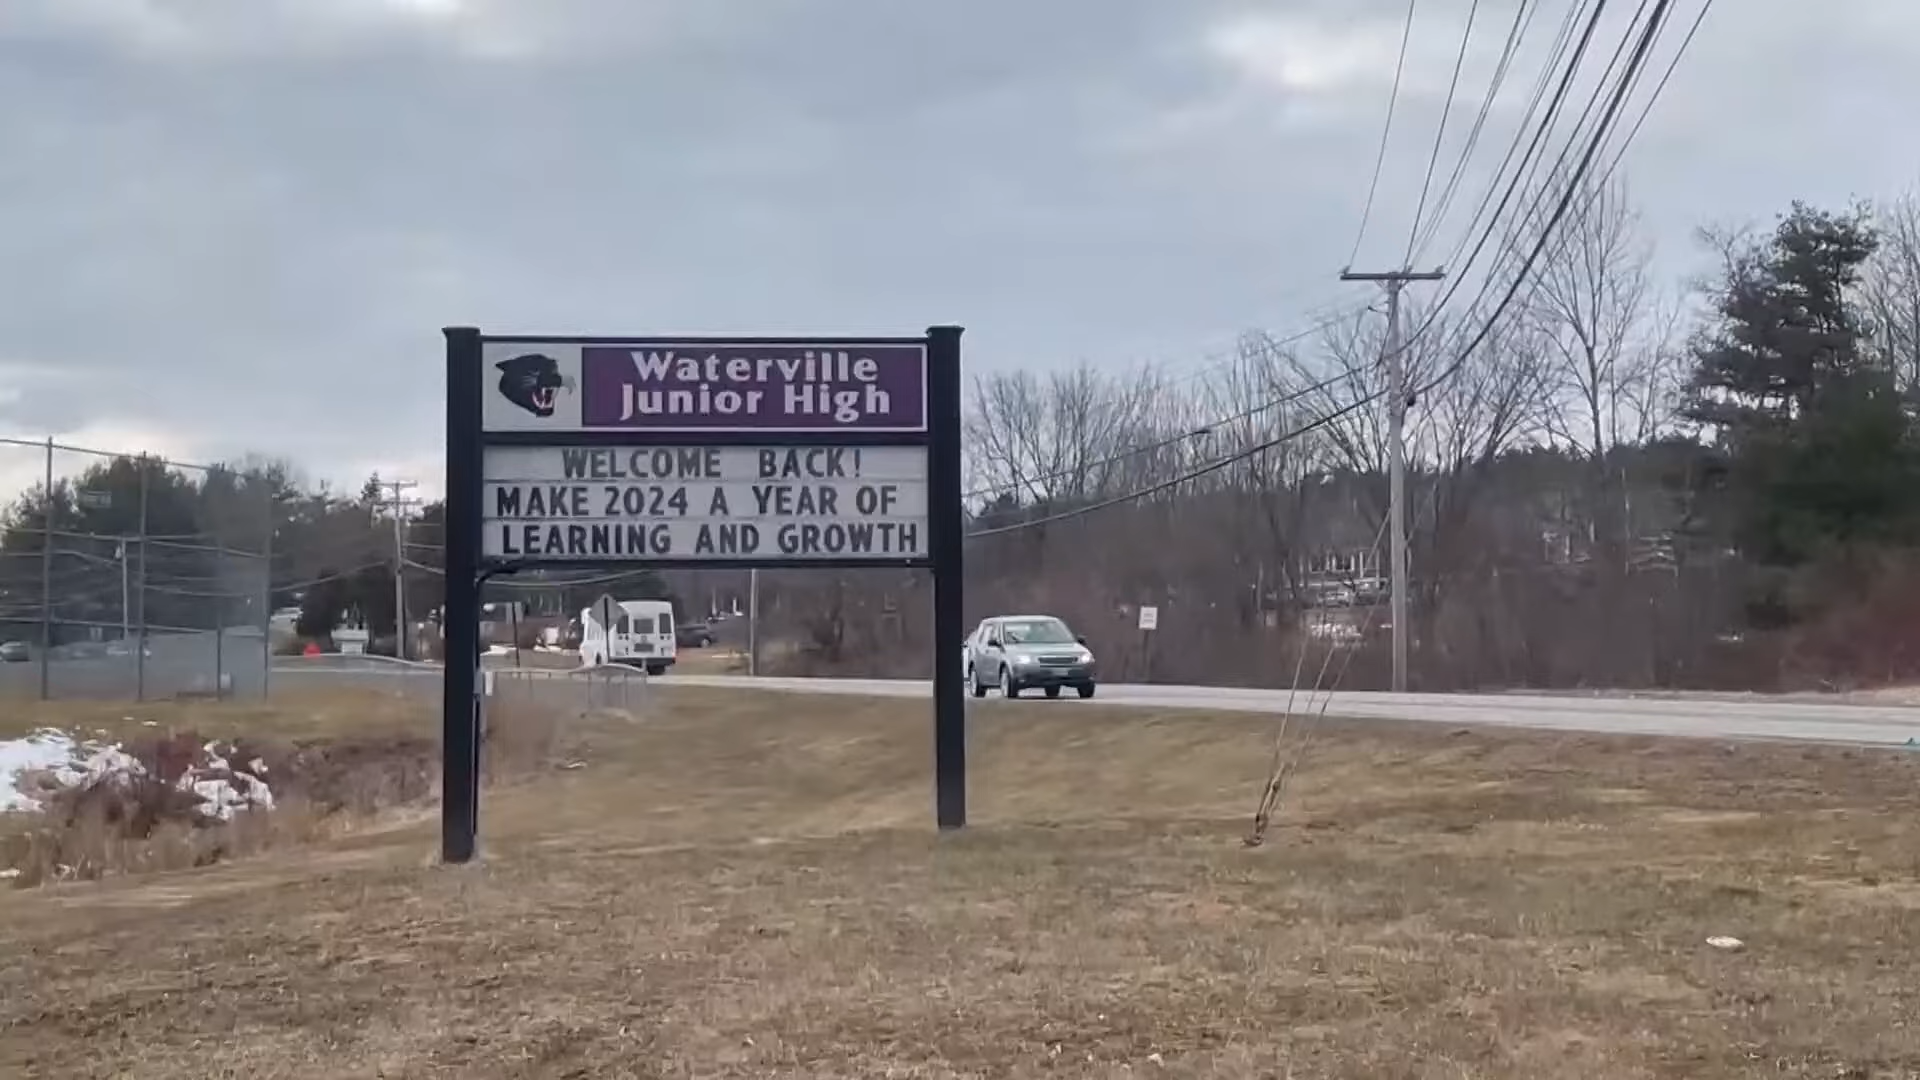 Waterville
Junior High
WELCOME BACK!
MAKE 2024 A YEAR OF
LEARNING AND GROWTH